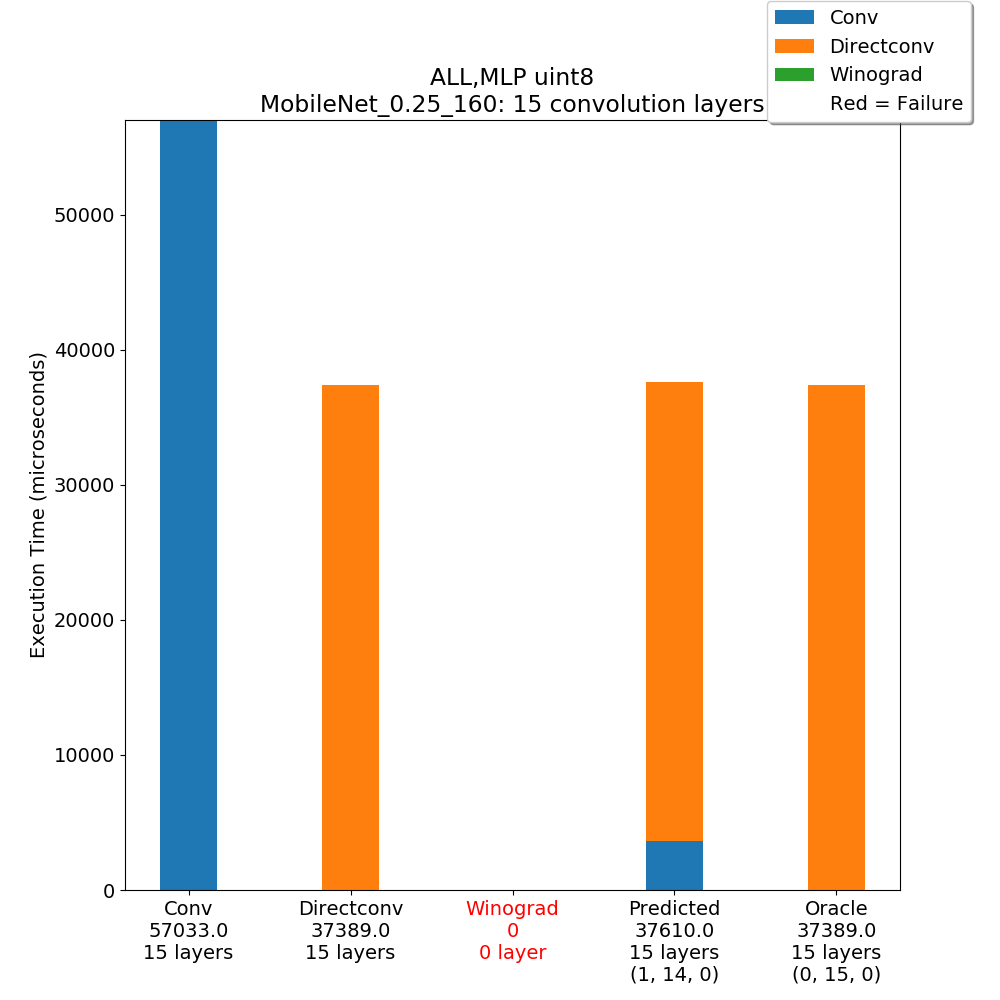 Conv
Directconv
Winograd
Red = Failure
ALL,MLP uint8
MobileNet_0.25_160: 15 convolution layers
Execution Time (microseconds)
50000
40000
30000
20000
10000
0
Conv
57033.0
15 layers
Directconv
37389.0
15 layers
Winograd
0
0 layer
Predicted
37610.0
15 layers
(1, 14, 0)
Oracle
37389.0
15 layers
(0, 15, 0)